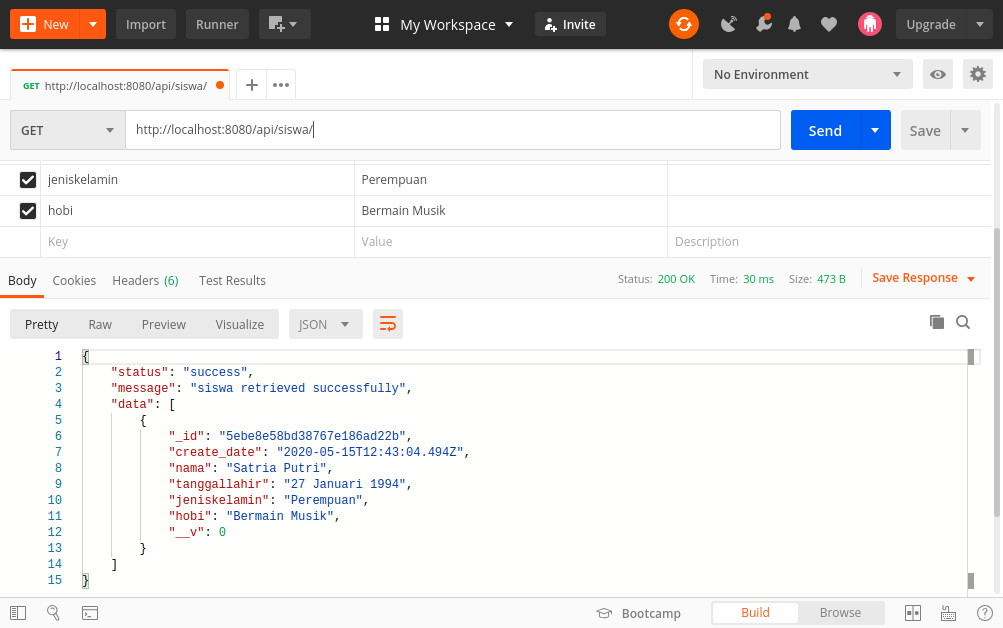 New Import Runner My Workspace Invite Upgrade
GET http://localhost:8080/api/siswa/ No Environment
GET http://localhost:8080/api/siswa/ Send Save
jeniskelamin Perempuan
hobi Bermain Musik
Key Value Description
Body Cookies Headers (6) Test Results Status: 200 OK Time: 30 ms Size: 473 B Save Response
Pretty Raw Preview Visualize JSON
1 {
2 "status": "success",
3 "message": "siswa retrieved successfully",
4 "data": [
5 {
6 "_id": "5ebe8e58bd38767e186ad22b",
7 "create_date": "2020-05-15T12:43:04.494Z",
8 "nama": "Satria Putri",
9 "tanggallahir": "27 Januari 1994",
10 "jeniskelamin": "Perempuan",
11 "hobi": "Bermain Musik",
12 "__v": 0
13 }
14 ]
15 }
Bootcamp Build Browse